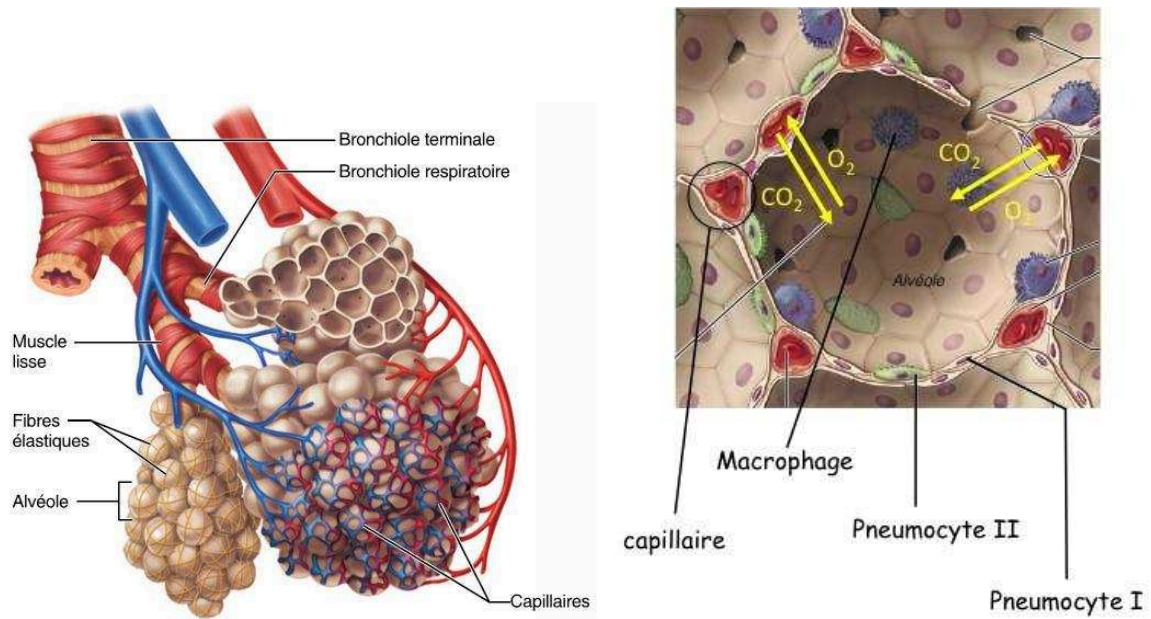 Bronchiole terminale
Bronchiole respiratoire
Muscle
lisse
Fibres
élastiques
Alvéole
Capillaires
O2
CO2
CO2
O2
Alvéole
Macrophage
capillaire
Pneumocyte II
Pneumocyte I